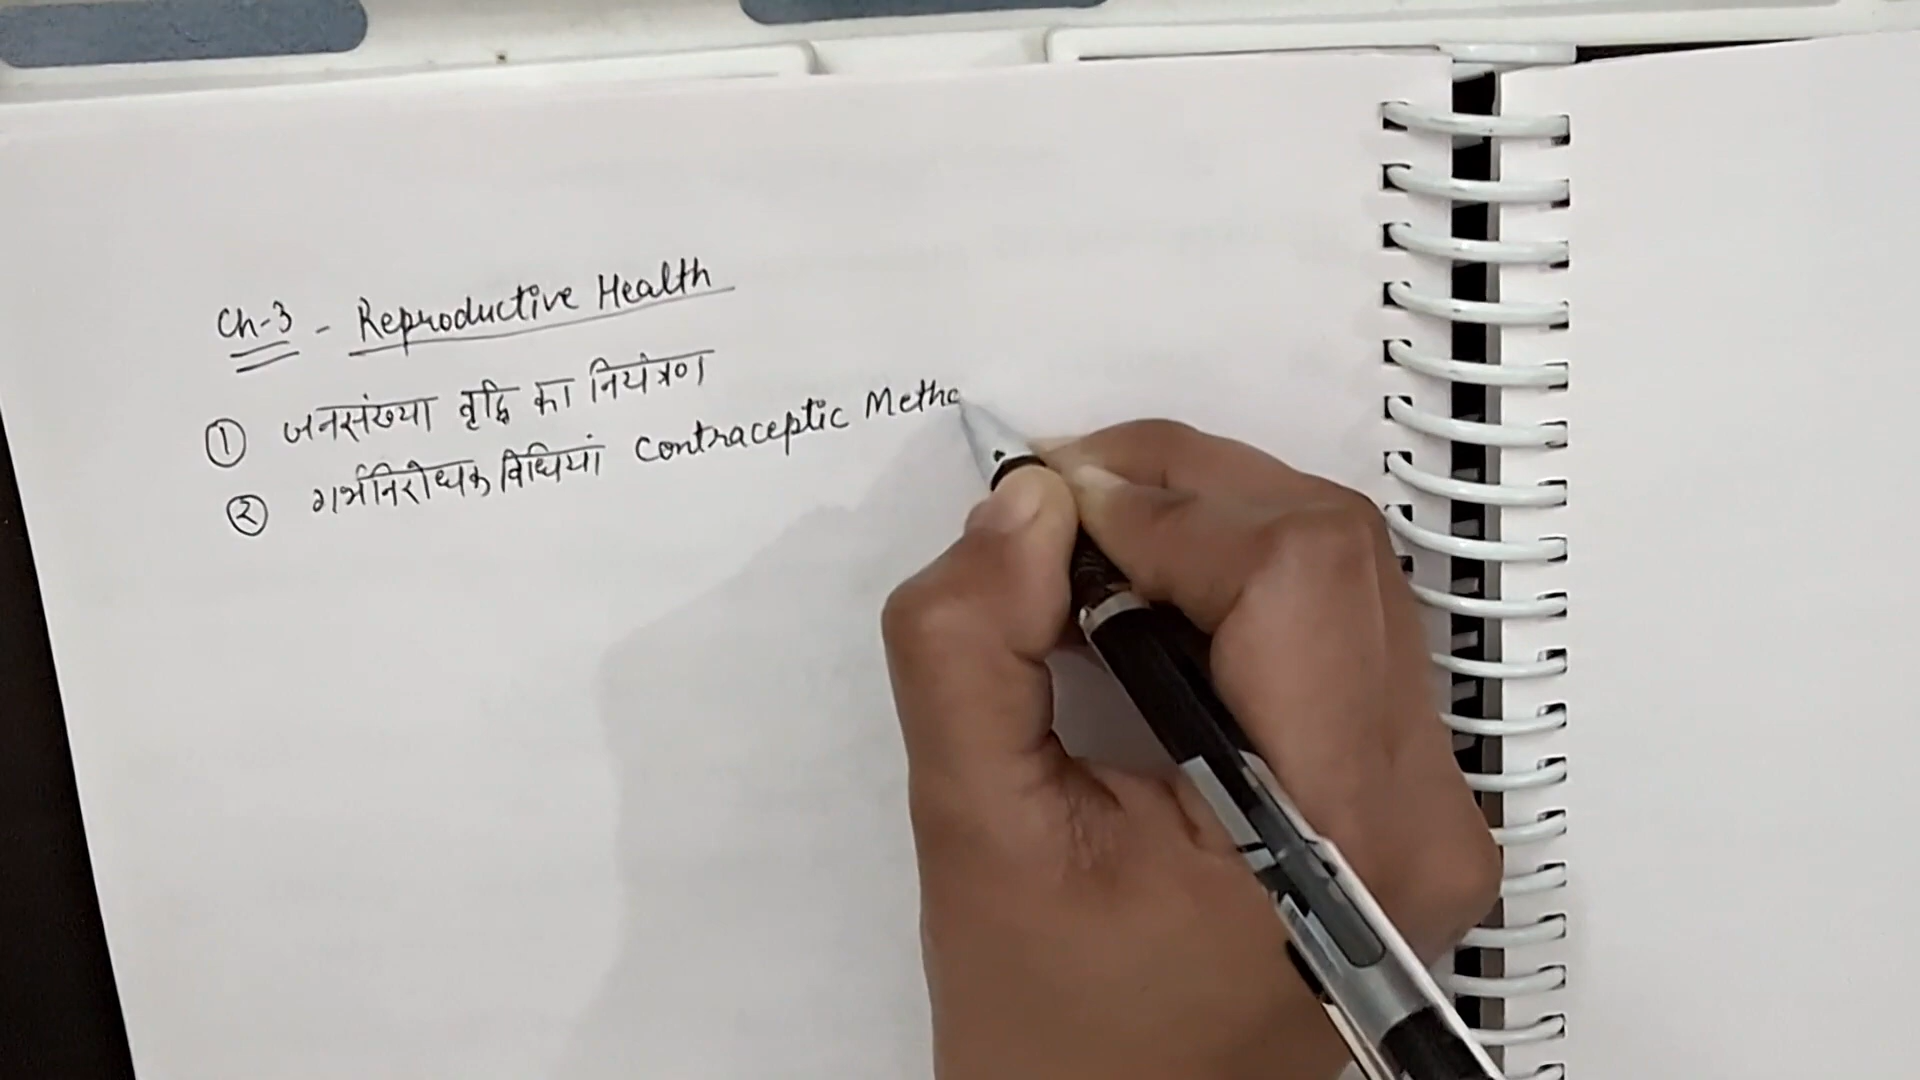 Ch-3 - Reproductive Health
① जनसंख्या वृद्धि का नियंत्रण
② गर्भनिरोधक विधियां Contraceptic Metho